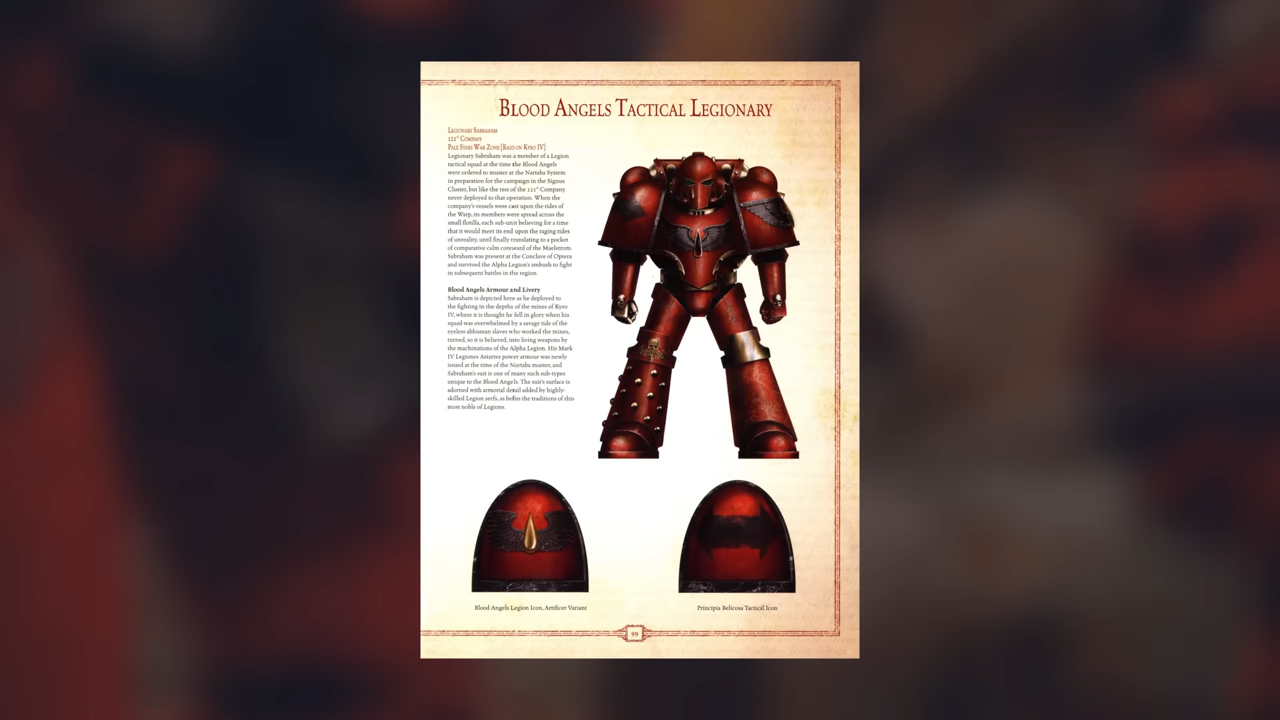 Blood Angels Tactical Legionary
Legionary Sabraham
111st Company
Pale Stars War Zone [Raid on Kyro IV]
Legionary Sabraham was a member of a Legion
tactical squad at the time the Blood Angels
were ordered to muster at the Nartaba System
in preparation for the campaign in the Signus
Cluster, but like the rest of the 111st Company
never deployed to that operation. When the
company's vessels were cast upon the tides of
the Warp, its members were spread across the
small flotilla, each sub-unit believing for a time
that it would meet its end upon the raging tides
of unreality, until finally translating to a pocket
of comparative calm coreward of the Maelstrom.
Sabraham was present at the Conclave of Optera
and survived the Alpha Legion's ambush to fight
in subsequent battles in the region.
Blood Angels Armour and Livery
Sabraham is depicted here as he deployed to
the fighting in the depths of the mines of Kyro
IV, where it is thought he fell in glory when his
squad was overwhelmed by a savage tide of the
eyeless abhuman slaves who worked the mines,
turned, so it is believed, into living weapons by
the machinations of the Alpha Legion. His Mark
IV Legiones Astartes power armour was newly
issued at the time of the Nartaba muster, and
Sabraham's suit is one of many such sub-types
unique to the Blood Angels. The suit's surface is
adorned with armorial detail added by highly-
skilled Legion serfs, as befits the traditions of this
most noble of Legions.
Blood Angels Legion Icon, Artificer Variant
Principia Belicosa Tactical Icon
99